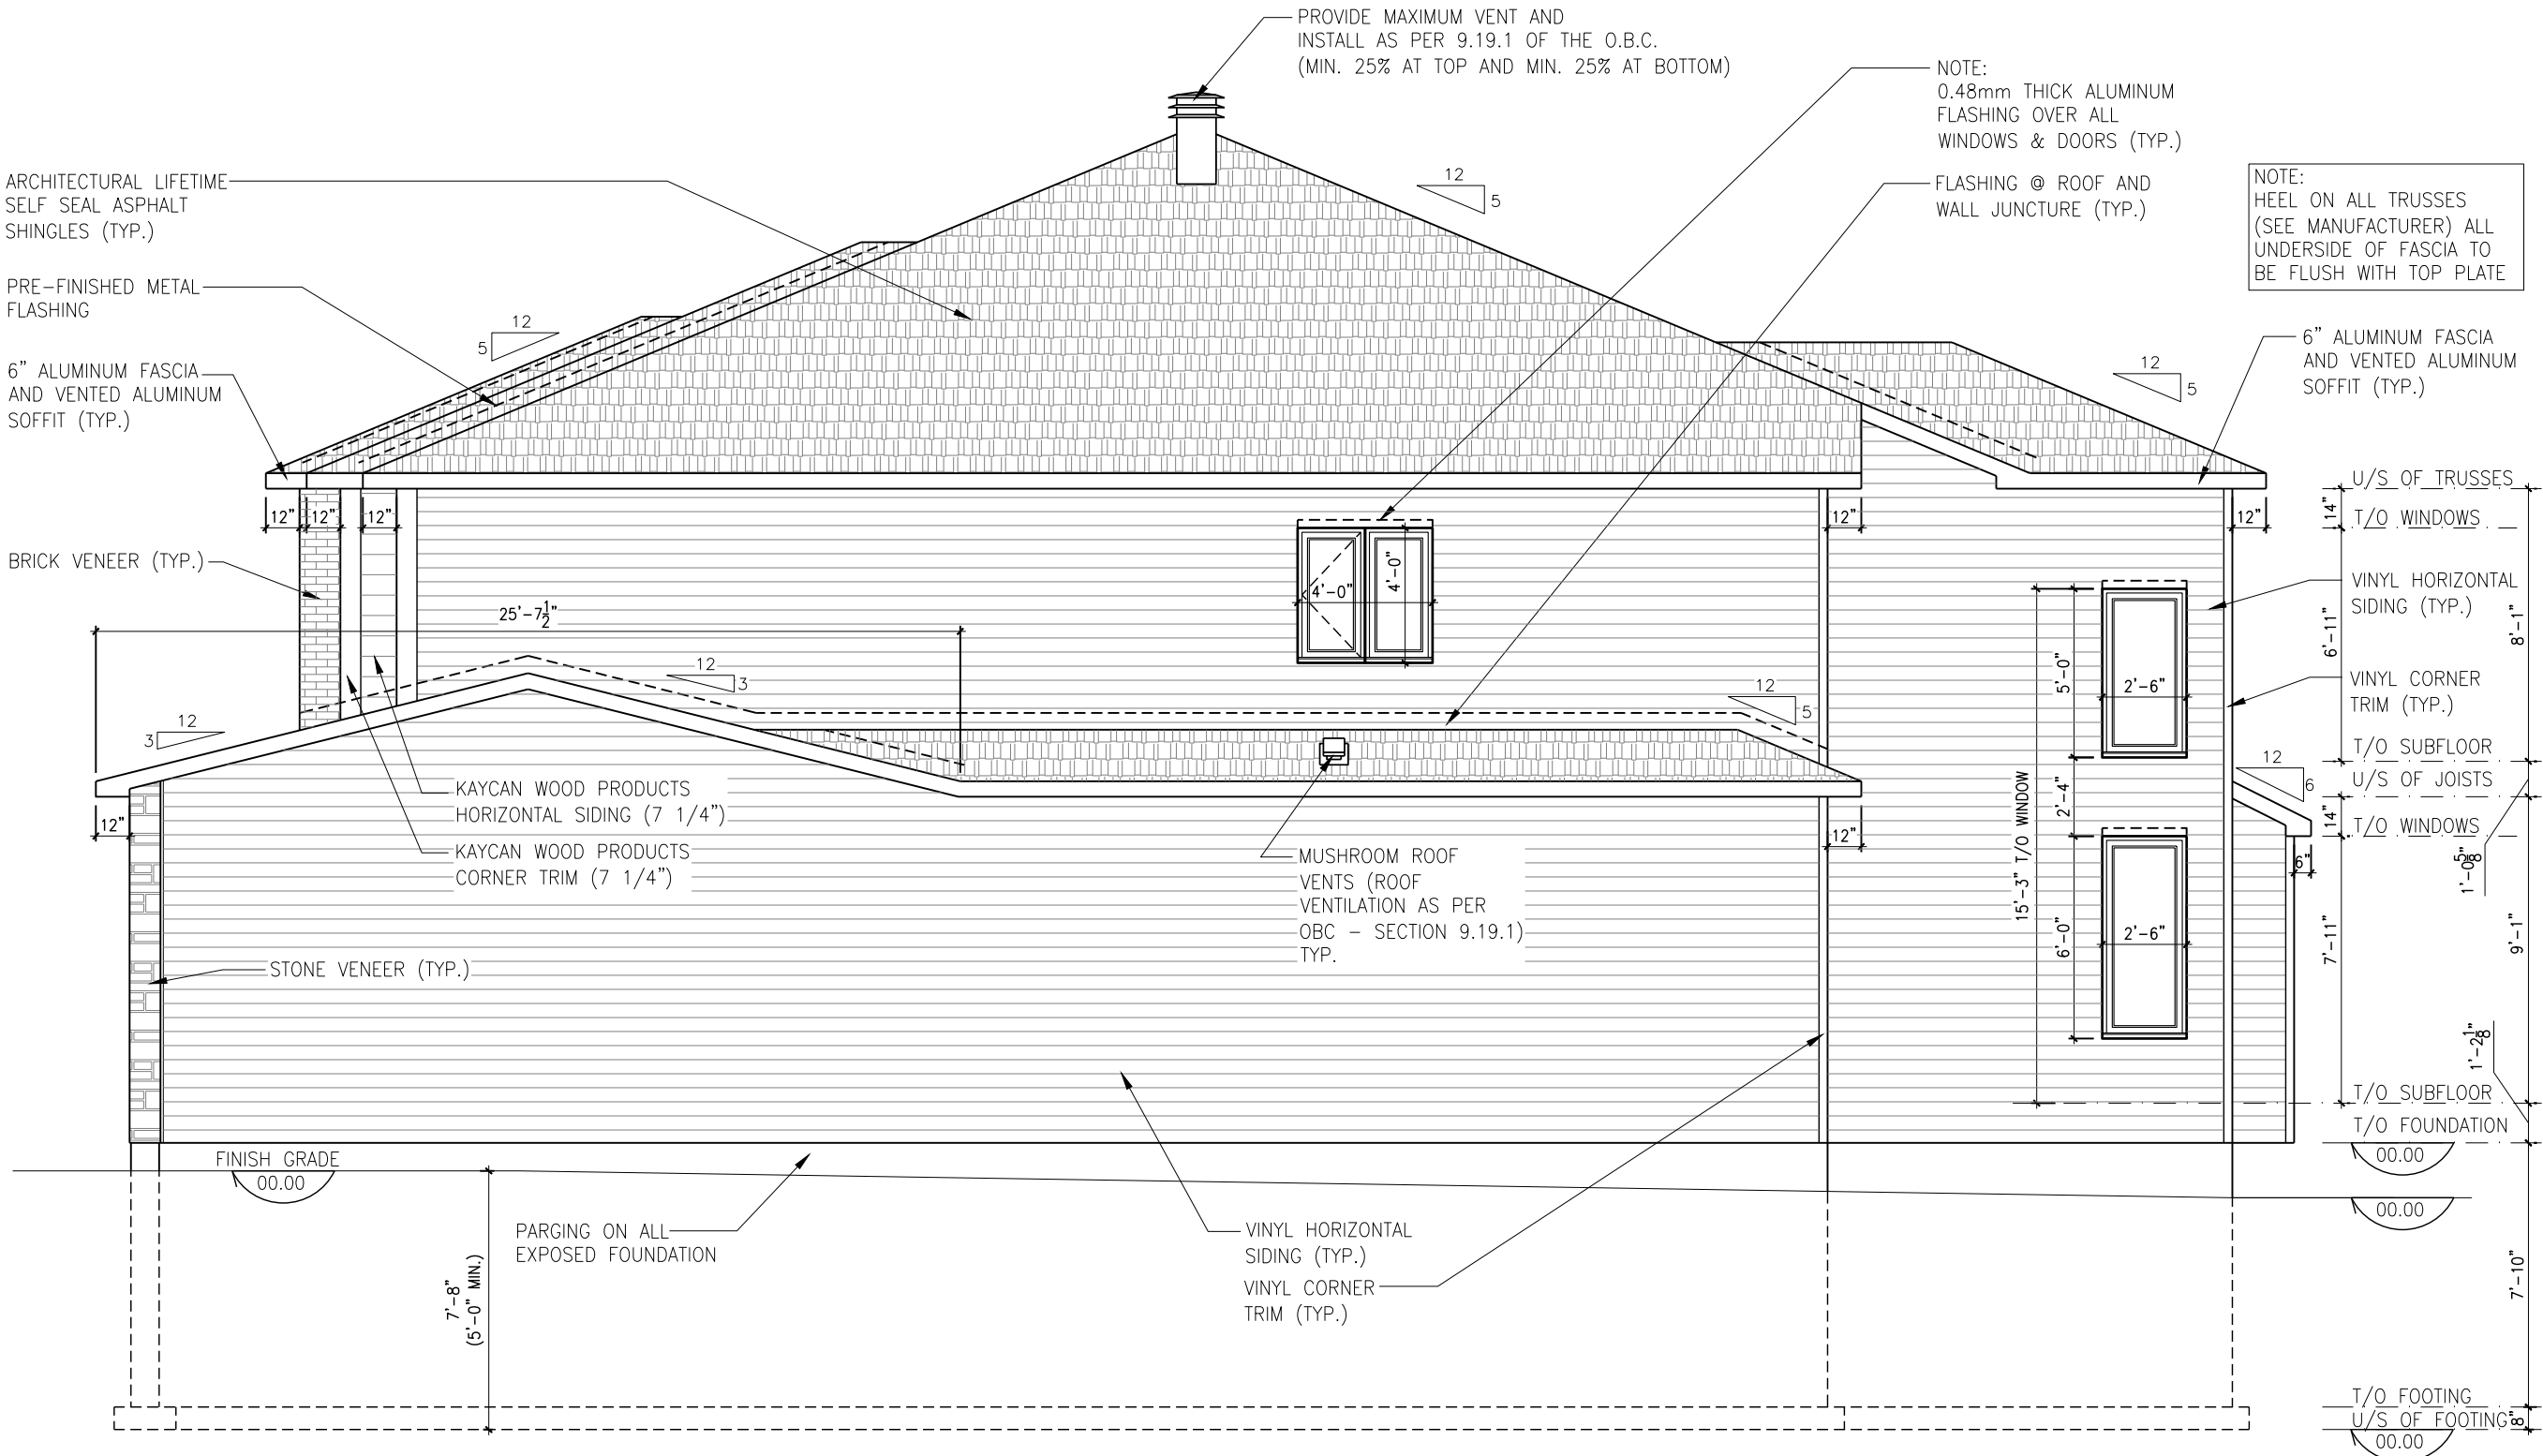 PROVIDE MAXIMUM VENT AND
INSTALL AS PER 9.19.1 OF THE O.B.C.
(MIN. 25% AT TOP AND MIN. 25% AT BOTTOM)
NOTE:
0.48mm THICK ALUMINUM
FLASHING OVER ALL
WINDOWS & DOORS (TYP.)
FLASHING @ ROOF AND
WALL JUNCTURE (TYP.)
NOTE:
HEEL ON ALL TRUSSES
(SEE MANUFACTURER) ALL
UNDERSIDE OF FASCIA TO
BE FLUSH WITH TOP PLATE
ARCHITECTURAL LIFETIME
SELF SEAL ASPHALT
SHINGLES (TYP.)
PRE-FINISHED METAL
FLASHING
6" ALUMINUM FASCIA
AND VENTED ALUMINUM
SOFFIT (TYP.)
12
5
12
5
12
5
6" ALUMINUM FASCIA
AND VENTED ALUMINUM
SOFFIT (TYP.)
12"
12"
12"
12"
12"
BRICK VENEER (TYP.)
25'-7 1/2"
4'-0"
4'-0"
12
3
12
3
12
5
12
6
KAYCAN WOOD PRODUCTS
HORIZONTAL SIDING (7 1/4")
KAYCAN WOOD PRODUCTS
CORNER TRIM (7 1/4")
12"
12"
6"
MUSHROOM ROOF
VENTS (ROOF
VENTILATION AS PER
OBC - SECTION 9.19.1)
TYP.
STONE VENEER (TYP.)
15'-3" T/O WINDOW
5'-0"
2'-6"
2'-4"
6'-0"
2'-6"
U/S OF TRUSSES
14"
T/O WINDOWS
VINYL HORIZONTAL
SIDING (TYP.)
6'-11"
8'-1"
VINYL CORNER
TRIM (TYP.)
T/O SUBFLOOR
U/S OF JOISTS
14"
T/O WINDOWS
1'-0 5/8"
7'-11"
9'-1"
1'-2 1/8"
T/O SUBFLOOR
T/O FOUNDATION
00.00
00.00
FINISH GRADE
00.00
PARGING ON ALL
EXPOSED FOUNDATION
7'-8"
(5'-0" MIN.)
VINYL HORIZONTAL
SIDING (TYP.)
VINYL CORNER
TRIM (TYP.)
7'-10"
T/O FOOTING
U/S OF FOOTING
8"
00.00